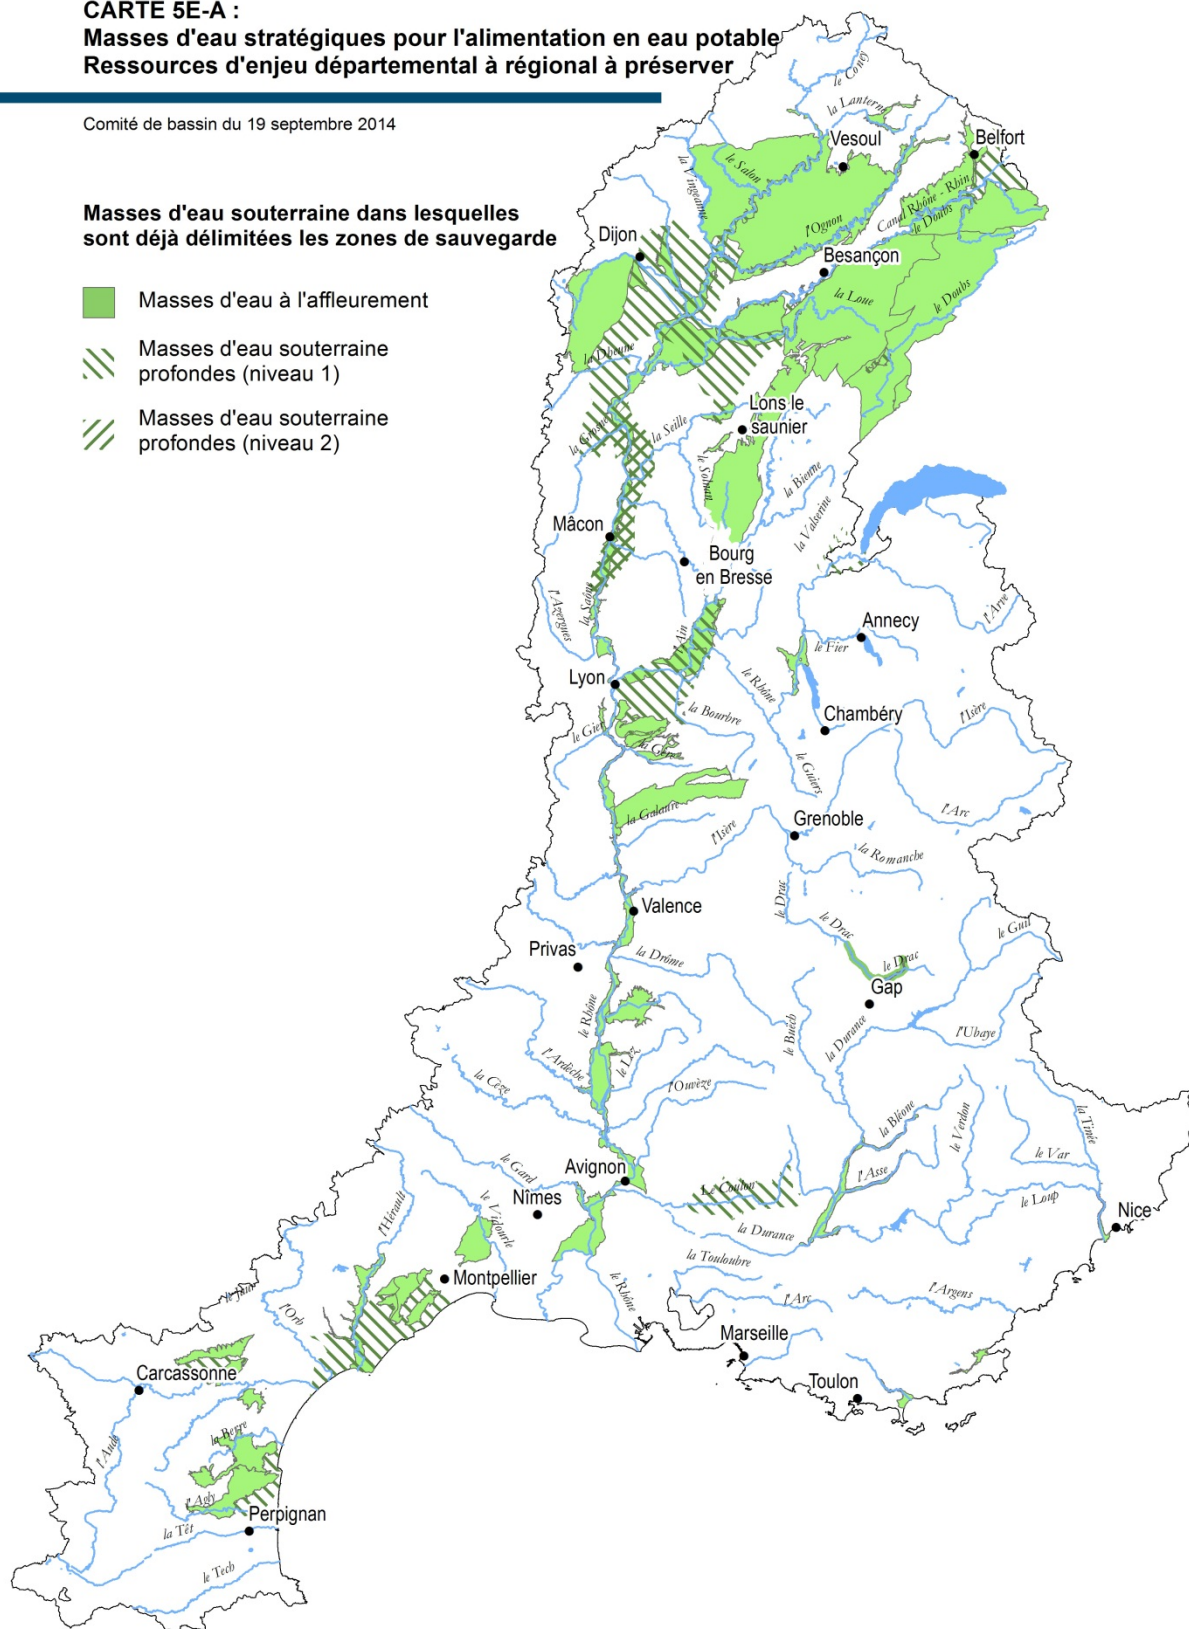 CARTE 5E-A :
Masses d'eau stratégiques pour l'alimentation en eau potable
Ressources d'enjeu départemental à régional à préserver
Comité de bassin du 19 septembre 2014
Masses d'eau souterraine dans lesquelles
sont déjà délimitées les zones de sauvegarde
Masses d'eau à l'affleurement
Masses d'eau souterraine
profondes (niveau 1)
Masses d'eau souterraine
profondes (niveau 2)
le Coney
la Lanterne
Vesoul
Belfort
le Salon
la Vingeanne
Canal Rhône - Rhin
le Doubs
l'Ognon
Dijon
Besançon
la Loue
le Doubs
la Dheune
Lons le
saunier
la Grosne
la Seille
le Solnan
la Bienne
la Valserine
Mâcon
Bourg
en Bresse
l'Azergues
la Saône
l'Ain
l'Arve
Annecy
le Fier
Lyon
le Rhône
Chambéry
la Bourbre
l'Isère
le Gier
la Gère
le Guiers
la Galaure
l'Isère
Grenoble
l'Arc
la Romanche
le Drac
Valence
le Drac
le Guil
Privas
la Drôme
le Drac
Gap
le Rhône
le Buëch
la Durance
l'Ubaye
l'Ardèche
le Lez
la Cèze
l'Ouvèze
la Bléone
le Verdon
la Tinée
le Var
le Gard
Avignon
l'Asse
Le Coulon
Nîmes
le Vidourle
le Loup
Nice
l'Hérault
la Durance
la Touloubre
Montpellier
le Rhône
l'Arc
l'Argens
le Jaur
l'Orb
Marseille
Carcassonne
Toulon
l'Aude
la Berre
l'Agly
Perpignan
la Têt
le Tech